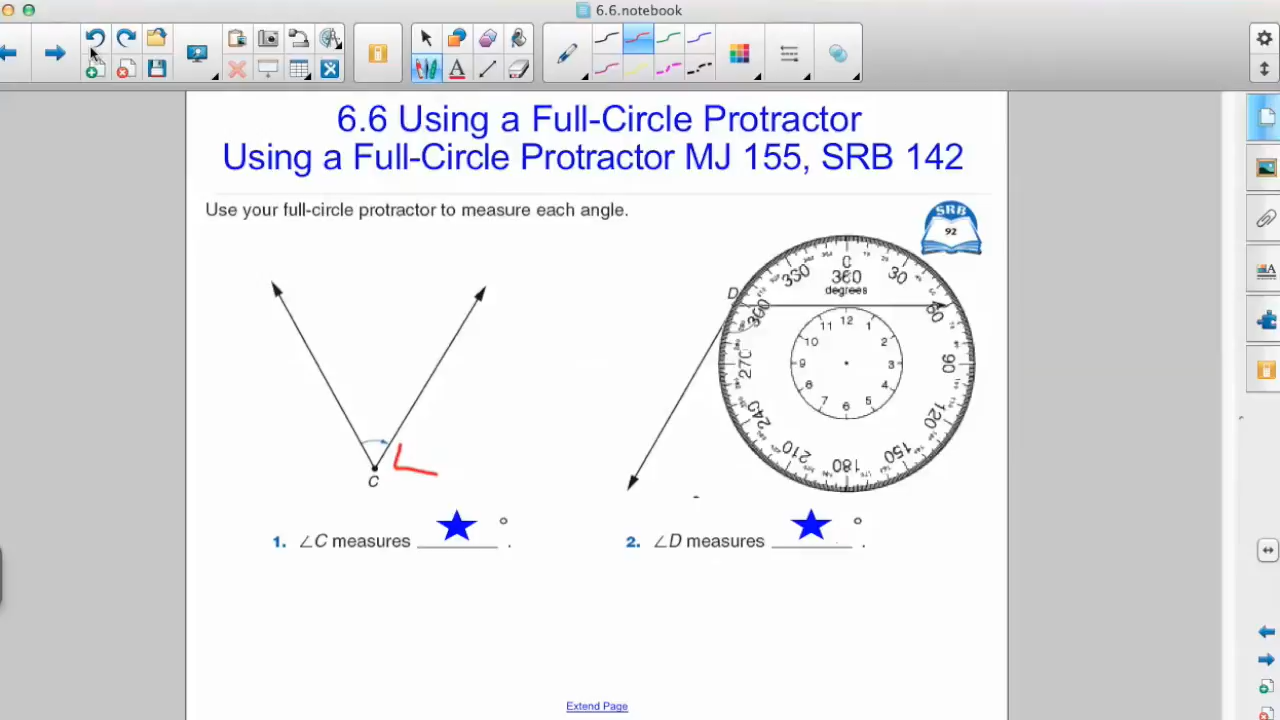 6.6.notebook
6.6 Using a Full-Circle Protractor
Using a Full-Circle Protractor MJ 155, SRB 142
Use your full-circle protractor to measure each angle.
SRB
92
C
D
0
360
degrees
30
60
90
120
150
180
210
240
270
300
330
12
1
2
3
4
5
6
7
8
9
10
11
1. ∠C measures ________ °.
2. ∠D measures ________ °.
Extend Page